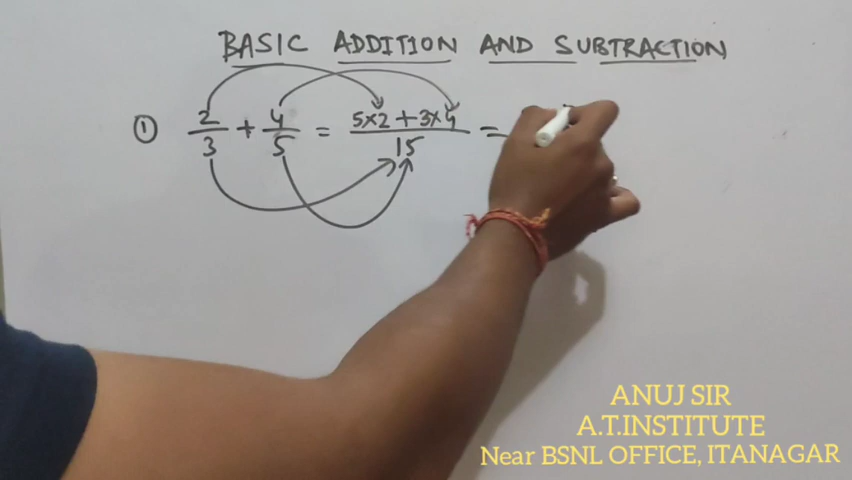 BASIC ADDITION AND SUBTRACTION
① 2/3 + 4/5 = 5×2 + 3×4/15 =
ANUJ SIR
A.T.INSTITUTE
Near BSNL OFFICE, ITANAGAR